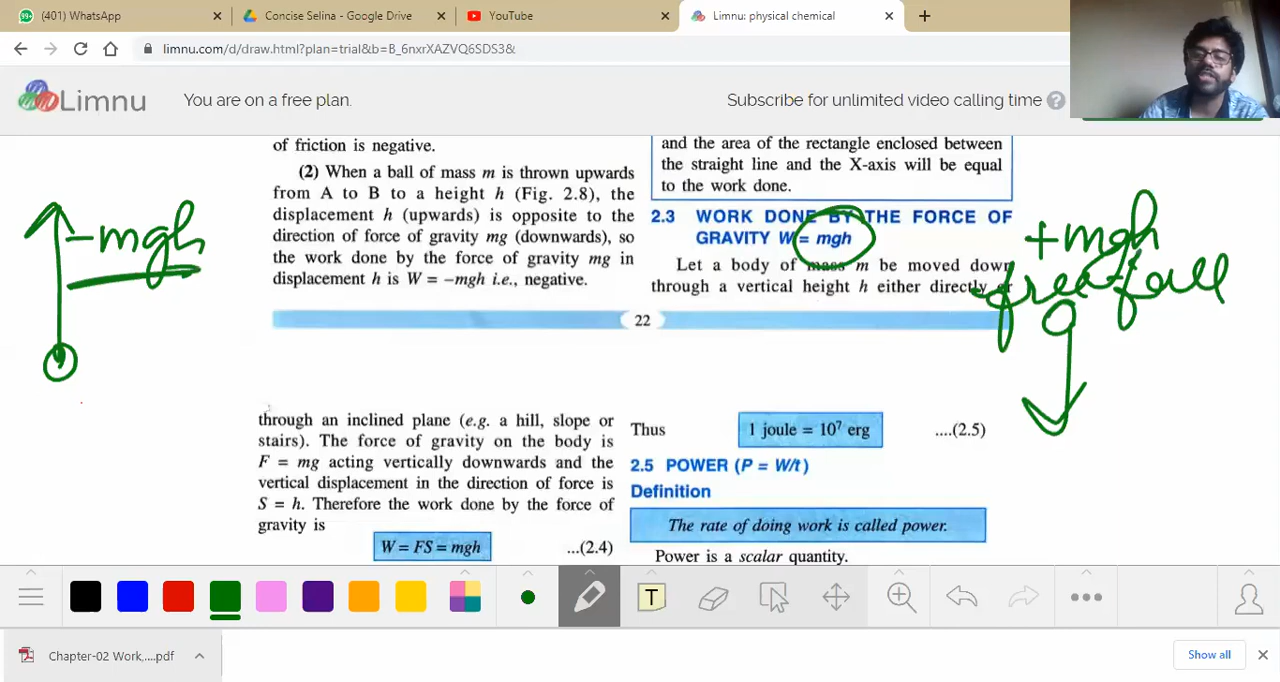 (401) WhatsApp
Concise Selina - Google Drive
YouTube
Limnu: physical chemical
limnu.com/d/draw.html?plan=trial&b=B_6nxrXAZVQ6SDS3&
Limnu
You are on a free plan.
Subscribe for unlimited video calling time
of friction is negative.
(2) When a ball of mass m is thrown upwards
from A to B to a height h (Fig. 2.8), the
displacement h (upwards) is opposite to the
direction of force of gravity mg (downwards), so
the work done by the force of gravity mg in
displacement h is W = −mgh i.e., negative.
-mgh
and the area of the rectangle enclosed between
the straight line and the X-axis will be equal
to the work done.
2.3 WORK DONE BY THE FORCE OF
GRAVITY W = mgh
Let a body of mass m be moved down
through a vertical height h either directly or
+mgh
free fall
22
through an inclined plane (e.g. a hill, slope or
stairs). The force of gravity on the body is
F = mg acting vertically downwards and the
vertical displacement in the direction of force is
S = h. Therefore the work done by the force of
gravity is
W = FS = mgh ...(2.4)
Thus 1 joule = 10⁷ erg ....(2.5)
2.5 POWER (P = W/t)
Definition
The rate of doing work is called power.
Power is a scalar quantity.
T
Chapter-02 Work,....pdf
Show all